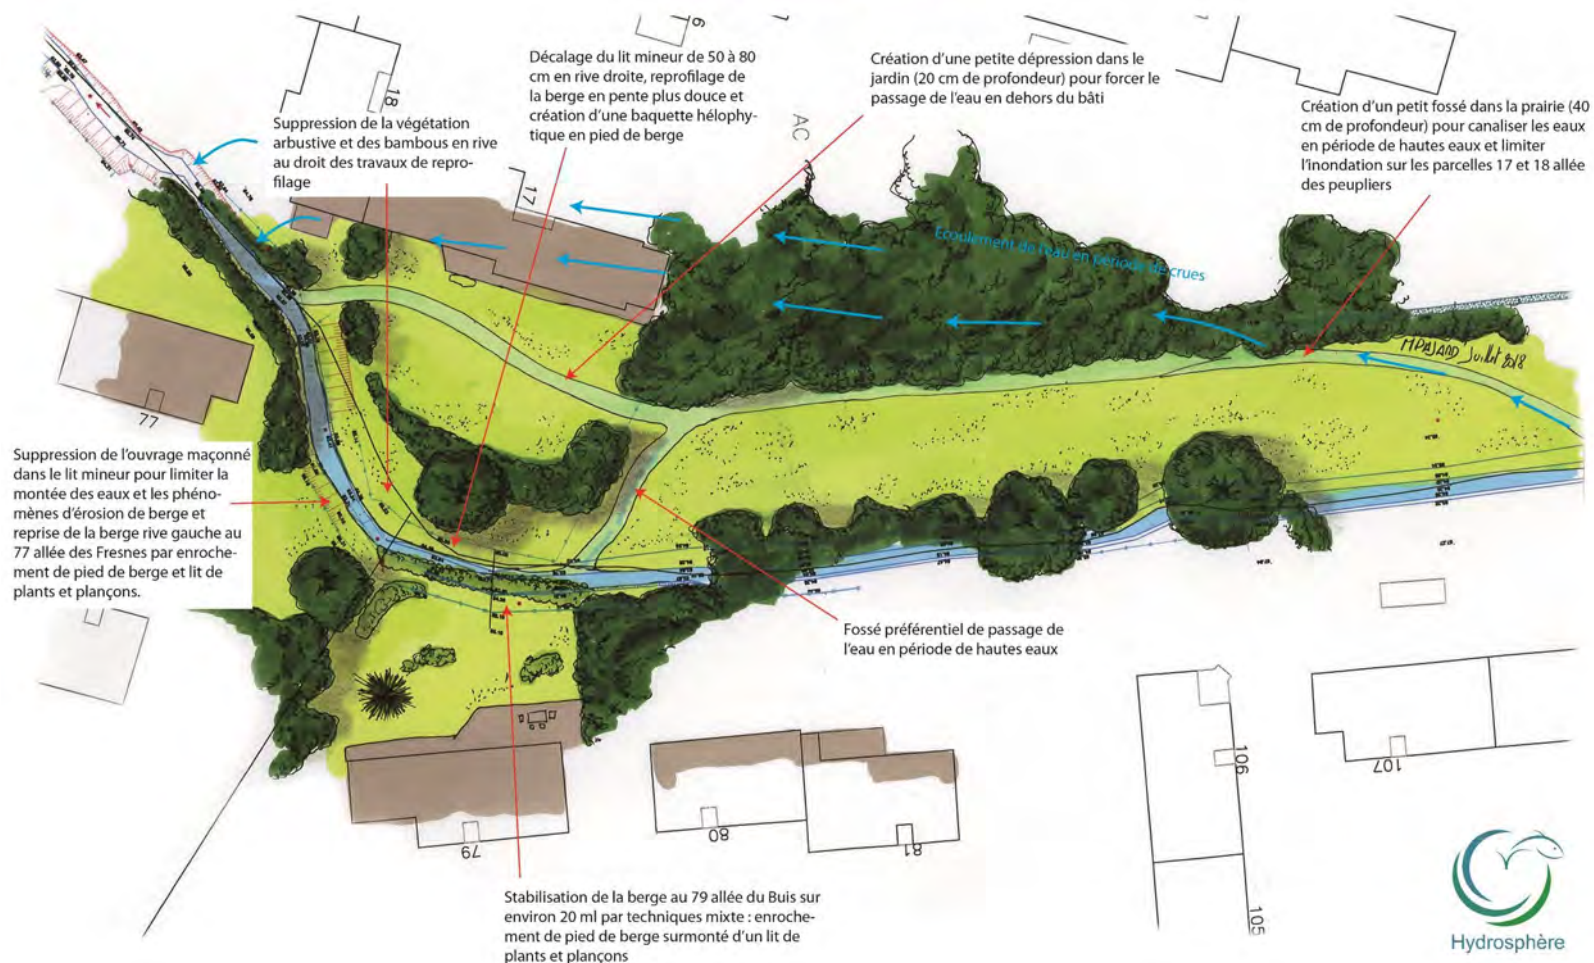 Décalage du lit mineur de 50 à 80
cm en rive droite, reprofilage de
la berge en pente plus douce et
création d'une baquette hélophy-
tique en pied de berge
Création d'une petite dépression dans le
jardin (20 cm de profondeur) pour forcer le
passage de l'eau en dehors du bâti
Création d'un petit fossé dans la prairie (40
cm de profondeur) pour canaliser les eaux
en période de hautes eaux et limiter
l'inondation sur les parcelles 17 et 18 allée
des peupliers
Suppression de la végétation
arbustive et des bambous en rive
au droit des travaux de repro-
filage
18
6
AC
17
Ecoulement de l'eau en période de crues
MPAJARD Juillet 2018
77
Suppression de l'ouvrage maçonné
dans le lit mineur pour limiter la
montée des eaux et les phéno-
mènes d'érosion de berge et
reprise de la berge rive gauche au
77 allée des Fresnes par enroche-
ment de pied de berge et lit de
plants et plançons.
Fossé préférentiel de passage de
l'eau en période de hautes eaux
79
80
81
106
107
105
Stabilisation de la berge au 79 allée du Buis sur
environ 20 ml par techniques mixte : enroche-
ment de pied de berge surmonté d'un lit de
plants et plançons
Hydrosphère